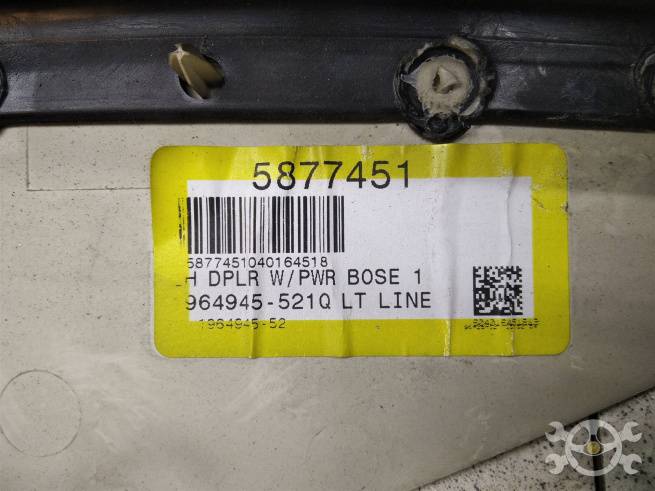 5877451
5877451040164518
H DPLR W/PWR BOSE 1
964945-521Q LT LINE
1964945-52